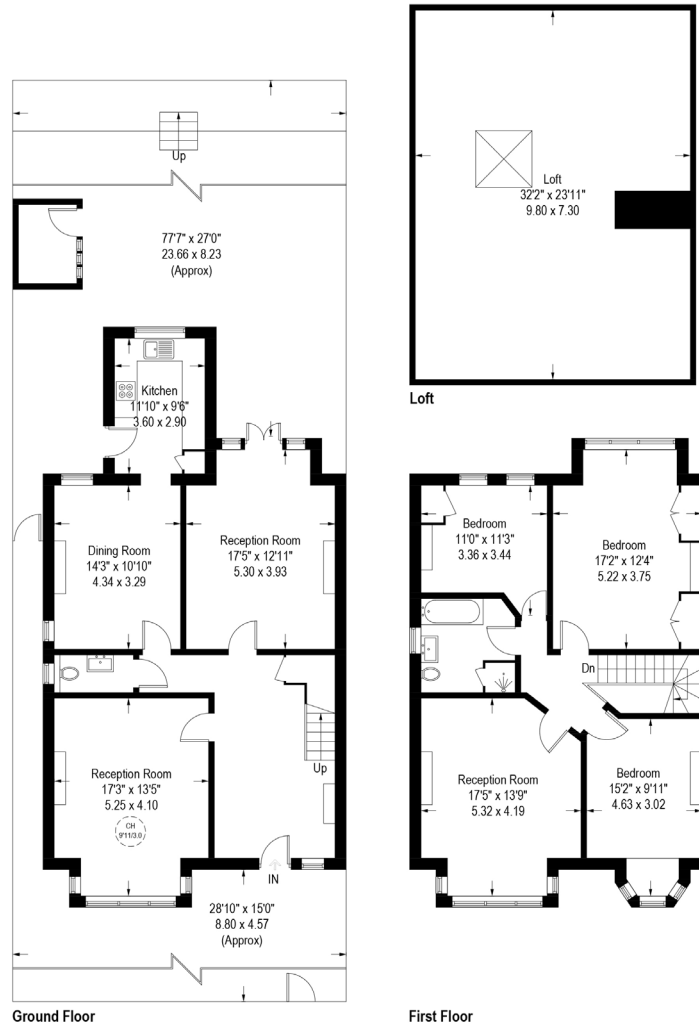 Up
77'7" x 27'0"
23.66 x 8.23
(Approx)
Kitchen
11'10" x 9'6"
3.60 x 2.90
Dining Room
14'3" x 10'10"
4.34 x 3.29
Reception Room
17'5" x 12'11"
5.30 x 3.93
Reception Room
17'3" x 13'5"
5.25 x 4.10
CH
9'11/3.0
Up
IN
28'10" x 15'0"
8.80 x 4.57
(Approx)
Ground Floor
Loft
32'2" x 23'11"
9.80 x 7.30
Loft
Bedroom
11'0" x 11'3"
3.36 x 3.44
Bedroom
17'2" x 12'4"
5.22 x 3.75
Dn
Reception Room
17'5" x 13'9"
5.32 x 4.19
Bedroom
15'2" x 9'11"
4.63 x 3.02
First Floor